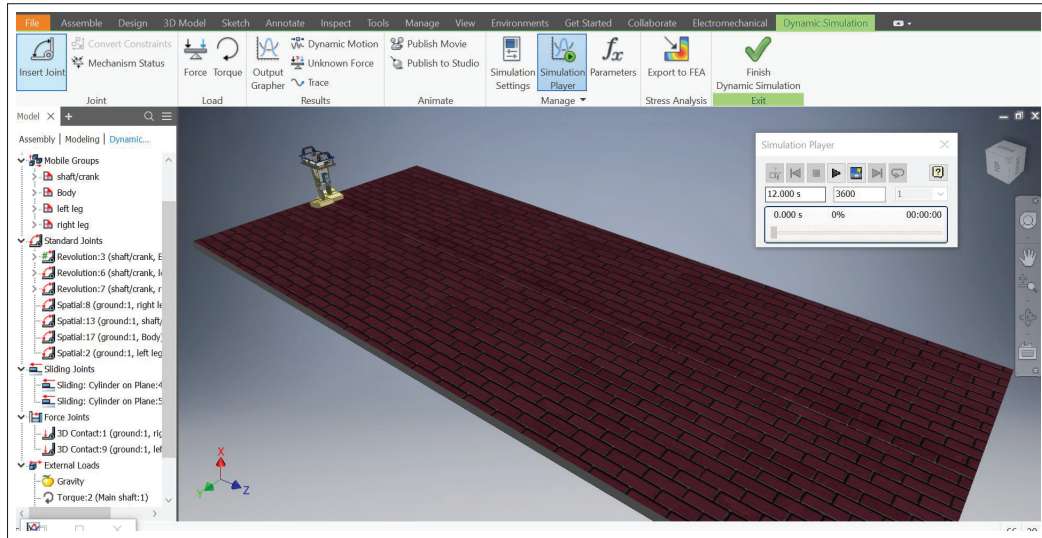 File Assemble Design 3D Model Sketch Annotate Inspect Tools Manage View Environments Get Started Collaborate Electromechanical Dynamic Simulation
Insert Joint
Convert Constraints
Mechanism Status
Joint
Force Torque
Load
Output Grapher
Dynamic Motion
Unknown Force
Trace
Results
Publish Movie
Publish to Studio
Animate
Simulation Settings
Simulation Player
fx
Parameters
Manage
Export to FEA
Stress Analysis
Finish
Dynamic Simulation
Exit
Model X +
Assembly | Modeling | Dynamic...
Mobile Groups
shaft/crank
Body
left leg
right leg
Standard Joints
Revolution:3 (shaft/crank, E
Revolution:6 (shaft/crank, l
Revolution:7 (shaft/crank, r
Spatial:8 (ground:1, right le
Spatial:13 (ground:1, shaft/
Spatial:17 (ground:1, Body)
Spatial:2 (ground:1, left leg
Sliding Joints
Sliding: Cylinder on Plane:4
Sliding: Cylinder on Plane:5
Force Joints
3D Contact:1 (ground:1, rig
3D Contact:9 (ground:1, lef
External Loads
Gravity
Torque:2 (Main shaft:1)
Simulation Player
12.000 s 3600 1
0.000 s 0% 00:00:00
X
Y
Z